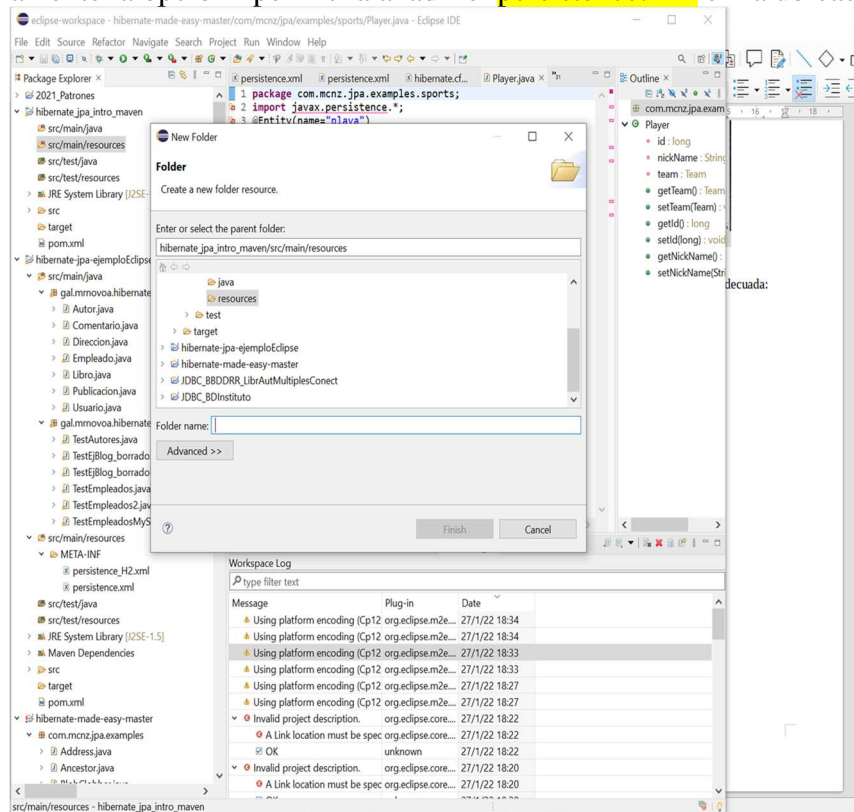 eclipse-workspace - hibernate-made-easy-master/com/mcnz/jpa/examples/sports/Player.java - Eclipse IDE
File Edit Source Refactor Navigate Search Project Run Window Help
Package Explorer
2021_Patrones
hibernate_jpa_intro_maven
src/main/java
src/main/resources
src/test/java
src/test/resources
JRE System Library [J2SE-
src
target
pom.xml
hibernate-jpa-ejemploEclipse
src/main/java
gal.mrnovoa.hibernate
Autor.java
Comentario.java
Direccion.java
Empleado.java
Libro.java
Publicacion.java
Usuario.java
gal.mrnovoa.hibernate
TestAutores.java
TestEjBlog_borrado
TestEjBlog_borrado
TestEmpleados.java
TestEmpleados2.jav
TestEmpleadosMyS
src/main/resources
META-INF
persistence_H2.xml
persistence.xml
src/test/java
src/test/resources
JRE System Library [J2SE-1.5]
Maven Dependencies
src
target
pom.xml
hibernate-made-easy-master
com.mcnz.jpa.examples
Address.java
Ancestor.java
src/main/resources - hibernate_jpa_intro_maven
persistence.xml persistence.xml hibernate.cf... Player.java
1 package com.mcnz.jpa.examples.sports;
2 import javax.persistence.*;
3 @Entity(name="playa")
New Folder
Folder
Create a new folder resource.
Enter or select the parent folder:
hibernate_jpa_intro_maven/src/main/resources
java
resources
test
target
hibernate-jpa-ejemploEclipse
hibernate-made-easy-master
JDBC_BBDDRR_LibrAutMultiplesConect
JDBC_BDInstituto
Folder name:
Advanced >>
Finish Cancel
Outline
com.mcnz.jpa.exam
Player
id : long
nickName : String
team : Team
getTeam() : Team
setTeam(Team) : v
getId() : long
setId(long) : void
getNickName() :
setNickName(Stri
16 17 18
decuada:
Workspace Log
type filter text
Message Plug-in Date
Using platform encoding (Cp12 org.eclipse.m2e.... 27/1/22 18:34
Using platform encoding (Cp12 org.eclipse.m2e.... 27/1/22 18:34
Using platform encoding (Cp12 org.eclipse.m2e.... 27/1/22 18:33
Using platform encoding (Cp12 org.eclipse.m2e.... 27/1/22 18:33
Using platform encoding (Cp12 org.eclipse.m2e.... 27/1/22 18:27
Using platform encoding (Cp12 org.eclipse.m2e.... 27/1/22 18:27
Invalid project description. org.eclipse.core.... 27/1/22 18:22
A Link location must be spec org.eclipse.core.... 27/1/22 18:22
OK unknown 27/1/22 18:22
Invalid project description. org.eclipse.core.... 27/1/22 18:20
A Link location must be spec org.eclipse.core.... 27/1/22 18:20